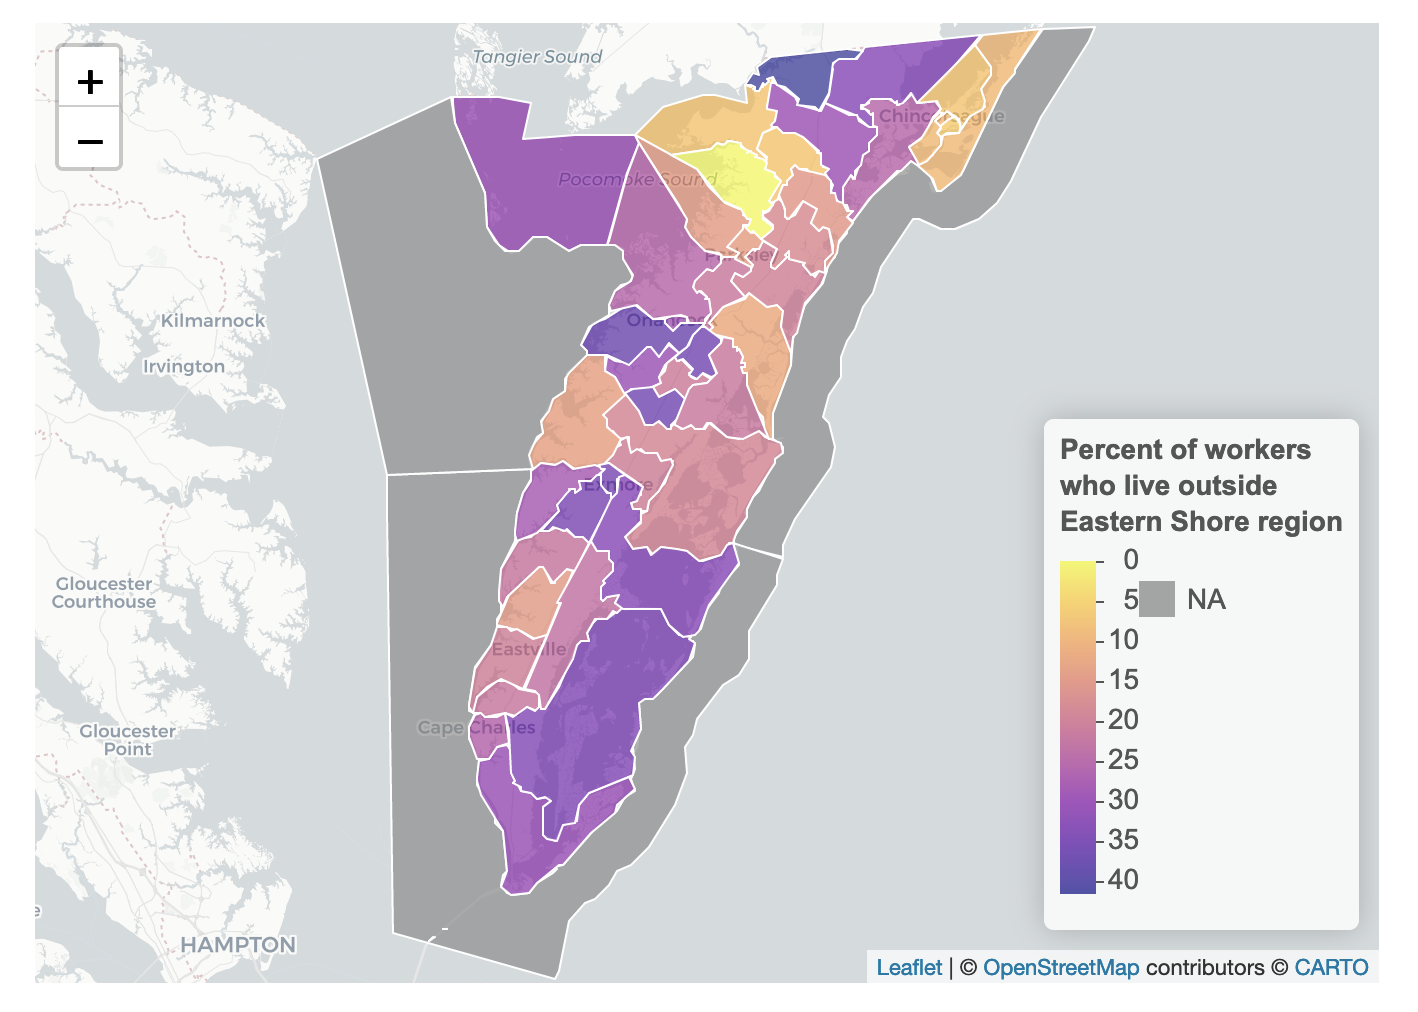 +
−
Tangier Sound
Chincoteague
Pocomoke Sound
Parksley
Kilmarnock
Onancock
Irvington
Exmore
Percent of workers
who live outside
Eastern Shore region
0
5
10
15
20
25
30
35
40
NA
Gloucester
Courthouse
Eastville
Gloucester
Point
Cape Charles
HAMPTON
e
Leaflet | © OpenStreetMap contributors © CARTO